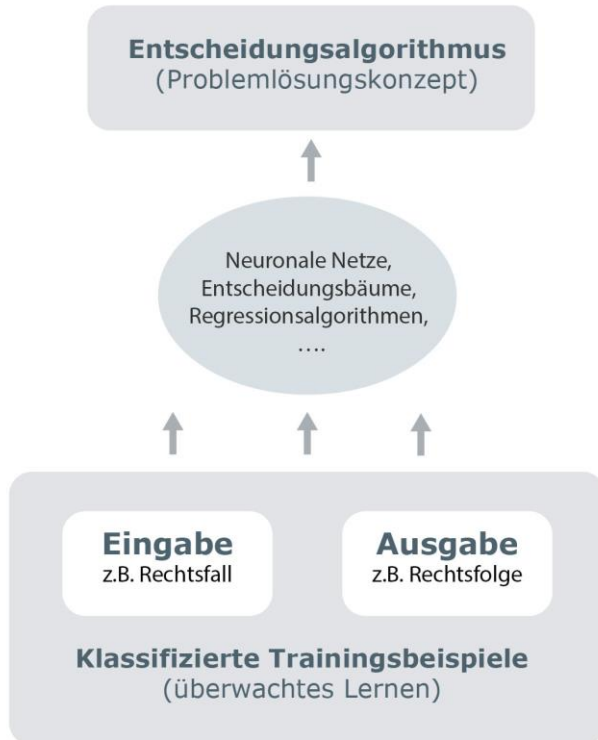 Entscheidungsalgorithmus
(Problemlösungskonzept)
Neuronale Netze,
Entscheidungsbäume,
Regressionsalgorithmen,
....
Eingabe
z.B. Rechtsfall
Ausgabe
z.B. Rechtsfolge
Klassifizierte Trainingsbeispiele
(überwachtes Lernen)